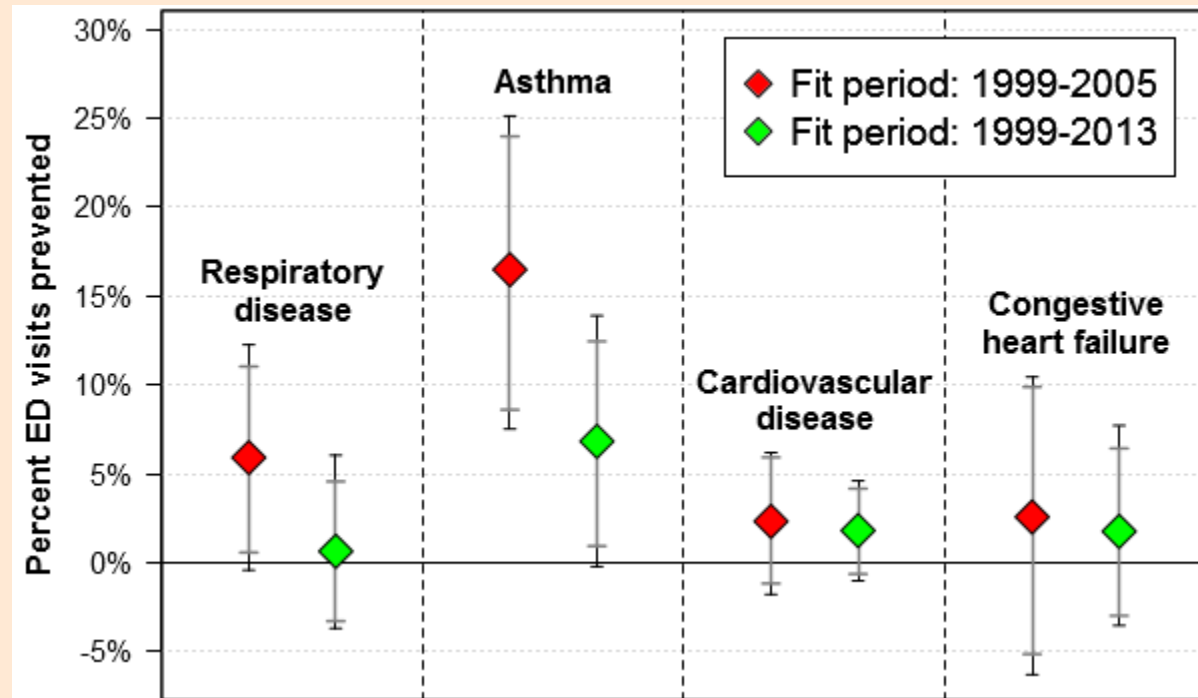 Percent ED visits prevented
30%
25%
20%
15%
10%
5%
0%
-5%
Respiratory
disease
Asthma
Cardiovascular
disease
Congestive
heart failure
Fit period: 1999-2005
Fit period: 1999-2013